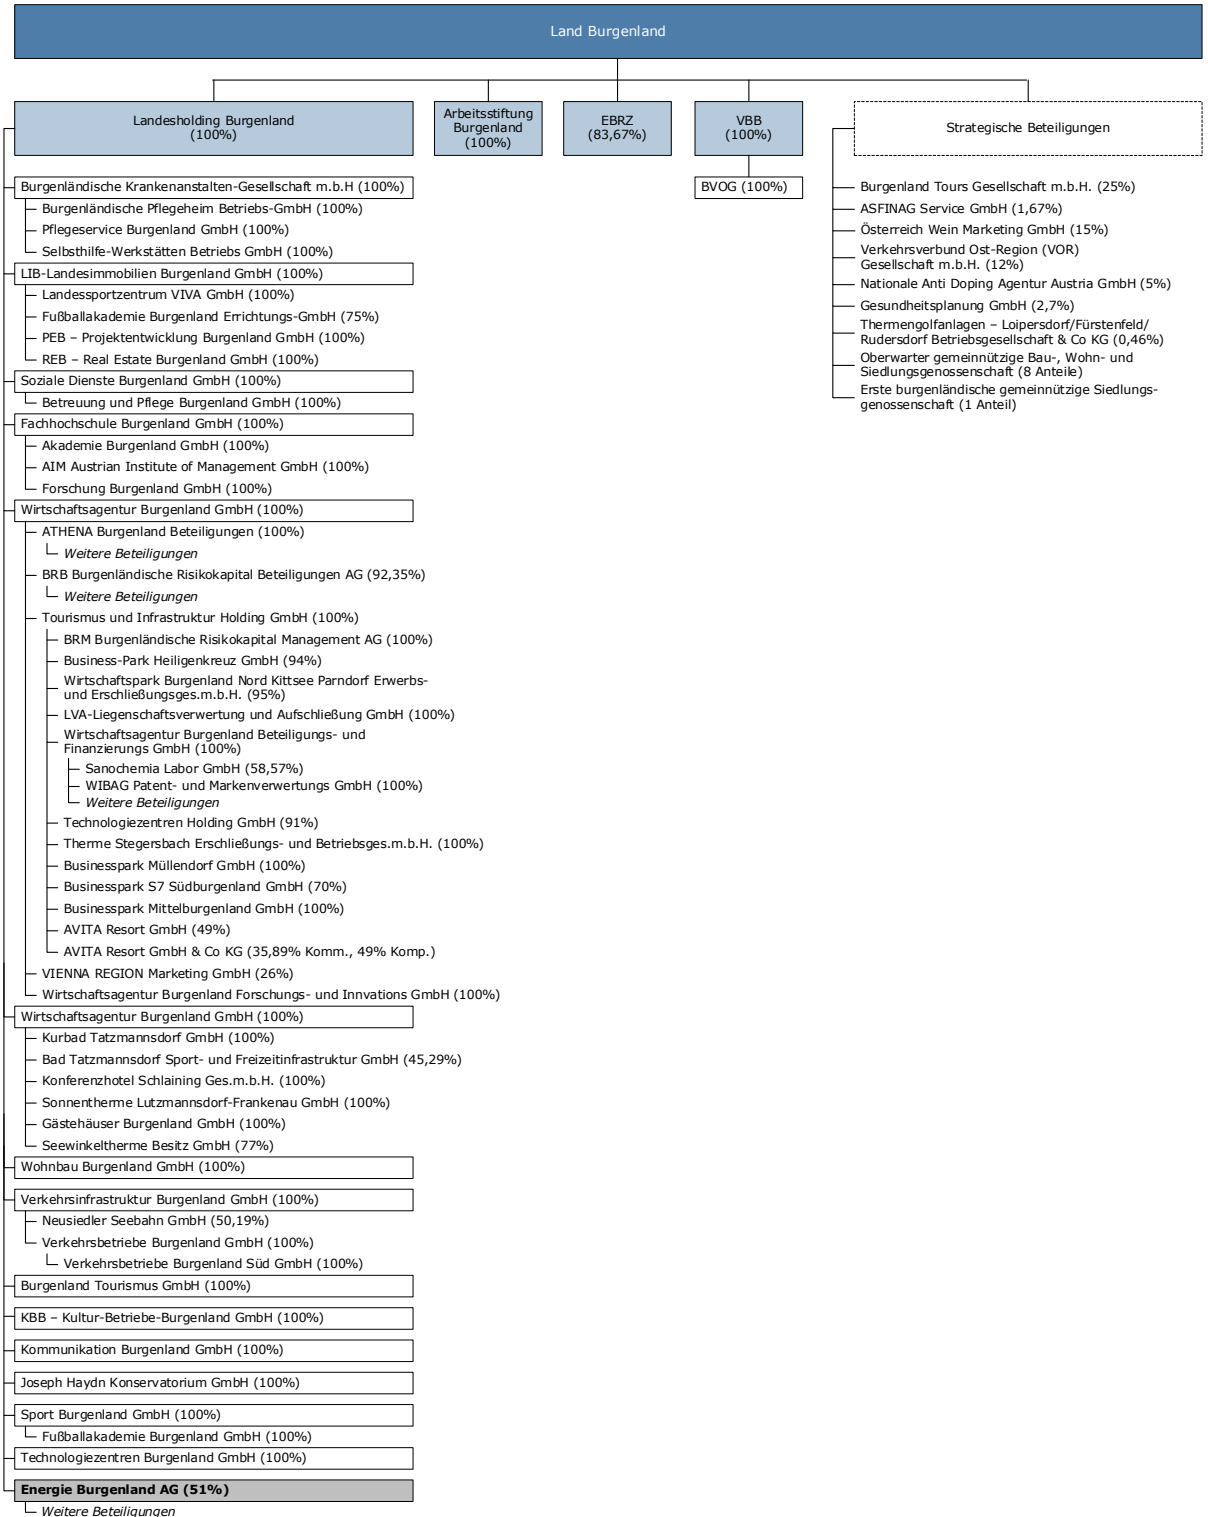 Land Burgenland
Landesholding Burgenland
(100%)
Arbeitsstiftung
Burgenland
(100%)
EBRZ
(83,67%)
VBB
(100%)
Strategische Beteiligungen
Burgenländische Krankenanstalten-Gesellschaft m.b.H (100%)
Burgenländische Pflegeheim Betriebs-GmbH (100%)
Pflegeservice Burgenland GmbH (100%)
Selbsthilfe-Werkstätten Betriebs GmbH (100%)
LIB-Landesimmobilien Burgenland GmbH (100%)
Landessportzentrum VIVA GmbH (100%)
Fußballakademie Burgenland Errichtungs-GmbH (75%)
PEB – Projektentwicklung Burgenland GmbH (100%)
REB – Real Estate Burgenland GmbH (100%)
Soziale Dienste Burgenland GmbH (100%)
Betreuung und Pflege Burgenland GmbH (100%)
Fachhochschule Burgenland GmbH (100%)
Akademie Burgenland GmbH (100%)
AIM Austrian Institute of Management GmbH (100%)
Forschung Burgenland GmbH (100%)
Wirtschaftsagentur Burgenland GmbH (100%)
ATHENA Burgenland Beteiligungen (100%)
Weitere Beteiligungen
BRB Burgenländische Risikokapital Beteiligungen AG (92,35%)
Weitere Beteiligungen
Tourismus und Infrastruktur Holding GmbH (100%)
BRM Burgenländische Risikokapital Management AG (100%)
Business-Park Heiligenkreuz GmbH (94%)
Wirtschaftspark Burgenland Nord Kittsee Parndorf Erwerbs-
und Erschließungsges.m.b.H. (95%)
LVA-Liegenschaftsverwertung und Aufschließung GmbH (100%)
Wirtschaftsagentur Burgenland Beteiligungs- und
Finanzierungs GmbH (100%)
Sanochemia Labor GmbH (58,57%)
WIBAG Patent- und Markenverwertungs GmbH (100%)
Weitere Beteiligungen
Technologiezentren Holding GmbH (91%)
Therme Stegersbach Erschließungs- und Betriebsges.m.b.H. (100%)
Businesspark Müllendorf GmbH (100%)
Businesspark S7 Südburgenland GmbH (70%)
Businesspark Mittelburgenland GmbH (100%)
AVITA Resort GmbH (49%)
AVITA Resort GmbH & Co KG (35,89% Komm., 49% Komp.)
VIENNA REGION Marketing GmbH (26%)
Wirtschaftsagentur Burgenland Forschungs- und Innvations GmbH (100%)
Wirtschaftsagentur Burgenland GmbH (100%)
Kurbad Tatzmannsdorf GmbH (100%)
Bad Tatzmannsdorf Sport- und Freizeitinfrastruktur GmbH (45,29%)
Konferenzhotel Schlaining Ges.m.b.H. (100%)
Sonnentherme Lutzmannsdorf-Frankenau GmbH (100%)
Gästehäuser Burgenland GmbH (100%)
Seewinkeltherme Besitz GmbH (77%)
Wohnbau Burgenland GmbH (100%)
Verkehrsinfrastruktur Burgenland GmbH (100%)
Neusiedler Seebahn GmbH (50,19%)
Verkehrsbetriebe Burgenland GmbH (100%)
Verkehrsbetriebe Burgenland Süd GmbH (100%)
Burgenland Tourismus GmbH (100%)
KBB – Kultur-Betriebe-Burgenland GmbH (100%)
Kommunikation Burgenland GmbH (100%)
Joseph Haydn Konservatorium GmbH (100%)
Sport Burgenland GmbH (100%)
Fußballakademie Burgenland GmbH (100%)
Technologiezentren Burgenland GmbH (100%)
Energie Burgenland AG (51%)
Weitere Beteiligungen
BVOG (100%)
Burgenland Tours Gesellschaft m.b.H. (25%)
ASFINAG Service GmbH (1,67%)
Österreich Wein Marketing GmbH (15%)
Verkehrsverbund Ost-Region (VOR)
Gesellschaft m.b.H. (12%)
Nationale Anti Doping Agentur Austria GmbH (5%)
Gesundheitsplanung GmbH (2,7%)
Thermengolfanlagen – Loipersdorf/Fürstenfeld/
Rudersdorf Betriebsgesellschaft & Co KG (0,46%)
Oberwarter gemeinnützige Bau-, Wohn- und
Siedlungsgenossenschaft (8 Anteile)
Erste burgenländische gemeinnützige Siedlungs-
genossenschaft (1 Anteil)